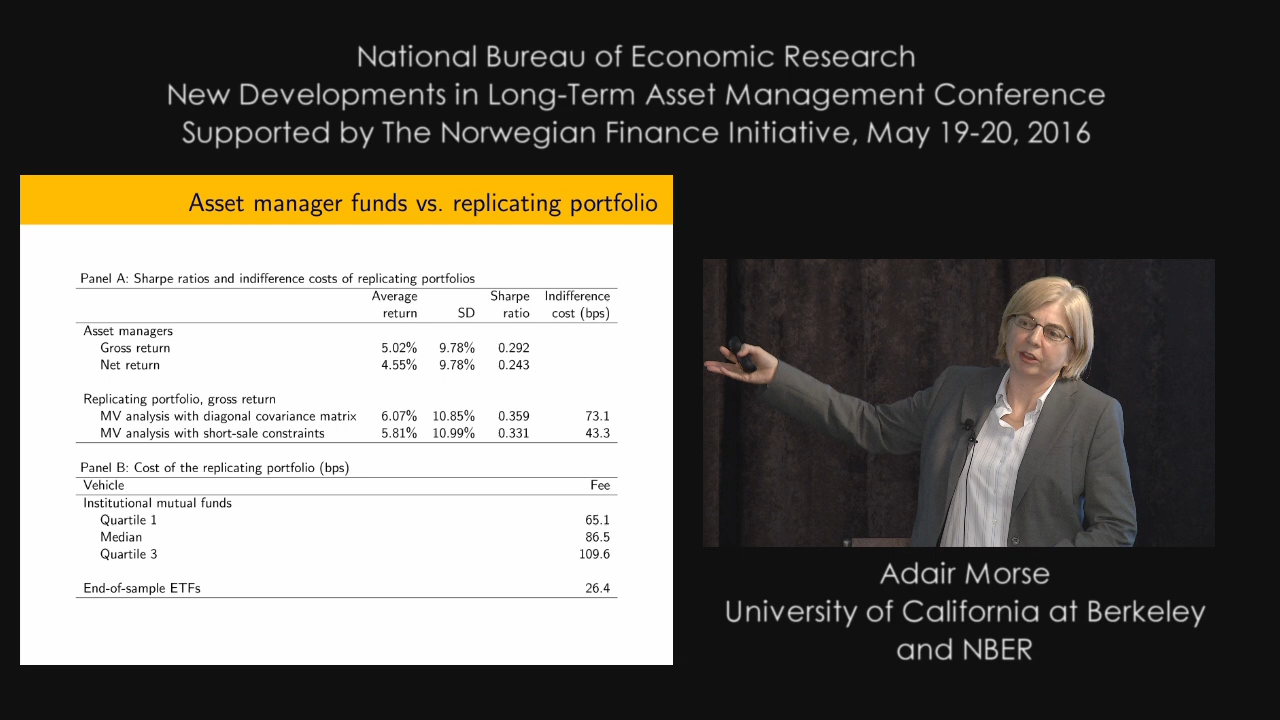 National Bureau of Economic Research
New Developments in Long-Term Asset Management Conference
Supported by The Norwegian Finance Initiative, May 19-20, 2016
Asset manager funds vs. replicating portfolio
Panel A: Sharpe ratios and indifference costs of replicating portfolios
Average Sharpe Indifference
return SD ratio cost (bps)
Asset managers
Gross return 5.02% 9.78% 0.292
Net return 4.55% 9.78% 0.243
Replicating portfolio, gross return
MV analysis with diagonal covariance matrix 6.07% 10.85% 0.359 73.1
MV analysis with short-sale constraints 5.81% 10.99% 0.331 43.3
Panel B: Cost of the replicating portfolio (bps)
Vehicle Fee
Institutional mutual funds
Quartile 1 65.1
Median 86.5
Quartile 3 109.6
End-of-sample ETFs 26.4
Adair Morse
University of California at Berkeley
and NBER